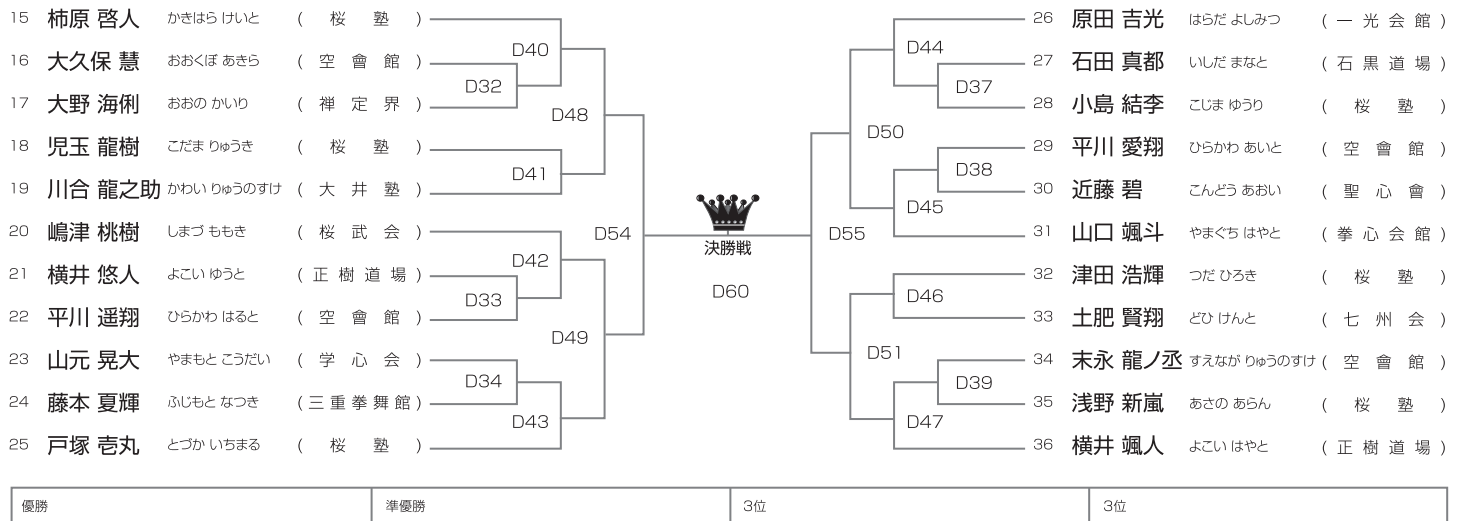 15 柿原 啓人 かきはら けいと ( 桜 塾 )
16 大久保 慧 おおくぼ あきら ( 空 會 館 )
17 大野 海俐 おおの かいり ( 禅 定 界 )
18 児玉 龍樹 こだま りゅうき ( 桜 塾 )
19 川合 龍之助 かわい りゅうのすけ ( 大 井 塾 )
20 嶋津 桃樹 しまづ ももき ( 桜 武 会 )
21 横井 悠人 よこい ゆうと ( 正 樹 道 場 )
22 平川 遥翔 ひらかわ はると ( 空 會 館 )
23 山元 晃大 やまもと こうだい ( 学 心 会 )
24 藤本 夏輝 ふじもと なつき ( 三 重 拳 舞 館 )
25 戸塚 壱丸 とづか いちまる ( 桜 塾 )
D40
D32
D48
D41
D54
D42
D33
D49
D34
D43
決勝戦
D60
D44
D37
D50
D38
D45
D55
D46
D51
D39
D47
26 原田 吉光 はらだ よしみつ ( 一 光 会 館 )
27 石田 真都 いしだ まなと ( 石 黒 道 場 )
28 小島 結李 こじま ゆうり ( 桜 塾 )
29 平川 愛翔 ひらかわ あいと ( 空 會 館 )
30 近藤 碧 こんどう あおい ( 聖 心 會 )
31 山口 颯斗 やまぐち はやと ( 拳 心 会 館 )
32 津田 浩輝 つだ ひろき ( 桜 塾 )
33 土肥 賢翔 どひ けんと ( 七 州 会 )
34 末永 龍ノ丞 すえなが りゅうのすけ ( 空 會 館 )
35 浅野 新嵐 あさの あらん ( 桜 塾 )
36 横井 颯人 よこい はやと ( 正 樹 道 場 )
優勝
準優勝
3位
3位